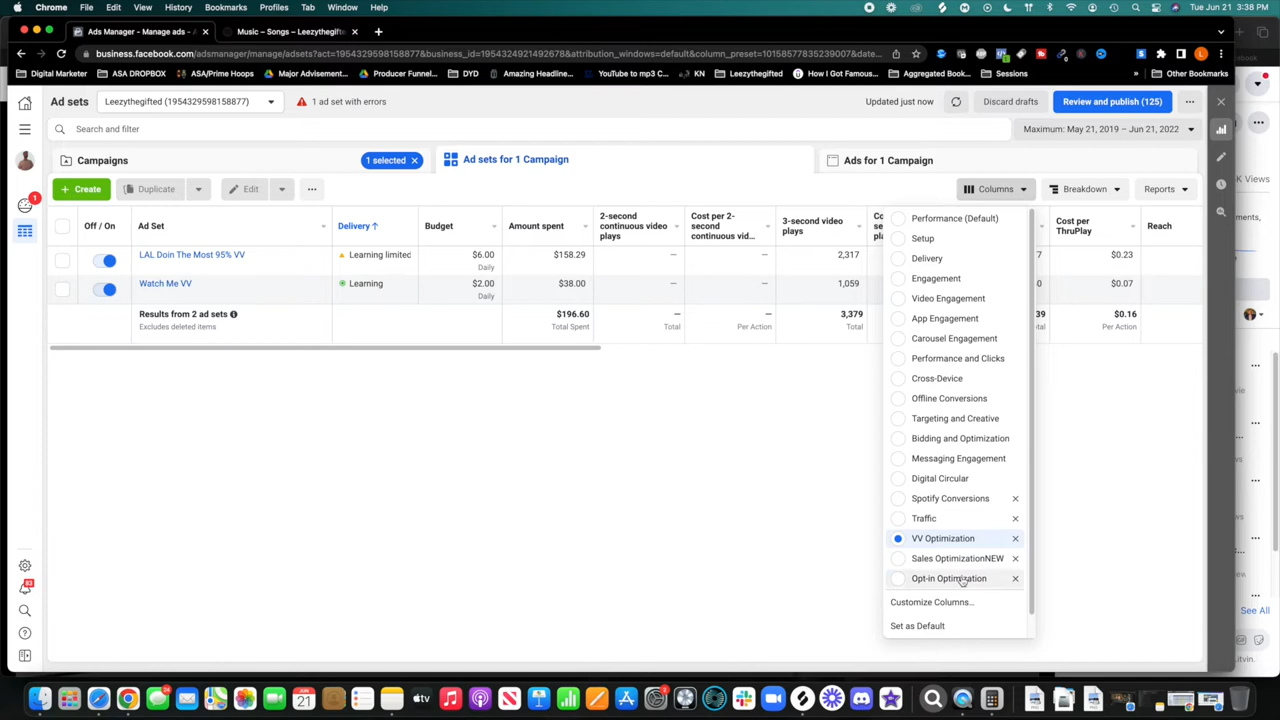 Chrome File Edit View History Bookmarks Profiles Tab Window Help
Tue Jun 21 3:38 PM
Ads Manager - Manage ads -
Music – Songs – Leezythegifted
business.facebook.com/adsmanager/manage/adsets?act=1954329598158877&business_id=1954324921492678&attribution_windows=default&column_preset=10158577835239007&date...
Digital Marketer
ASA DROPBOX
ASA/Prime Hoops
Major Advisement...
Producer Funnel...
DYD
Amazing Headline...
YouTube to mp3 C...
KN
Leezythegifted
How I Got Famous...
Aggregated Book...
Sessions
»
Other Bookmarks
Ad sets
Leezythegifted (1954329598158877)
1 ad set with errors
Updated just now
Discard drafts
Review and publish (125)
Search and filter
Maximum: May 21, 2019 – Jun 21, 2022
Campaigns
1 selected
Ad sets for 1 Campaign
Ads for 1 Campaign
K Views
+ Create
Duplicate
Edit
Columns
Breakdown
Reports
Off / On
Ad Set
Delivery ↑
Budget
Amount spent
2-second continuous video plays
Cost per 2-second continuous vid...
3-second video plays
Cost per ThruPlay
Reach
LAL Doin The Most 95% VV
Learning limited
$6.00
Daily
$158.29
—
—
2,317
7
$0.23
Watch Me VV
Learning
$2.00
Daily
$38.00
—
—
1,059
0
$0.07
Results from 2 ad sets
Excludes deleted items
$196.60
Total Spent
—
Total
—
Per Action
3,379
Total
39
$0.16
Per Action
Performance (Default)
Setup
Delivery
Engagement
Video Engagement
App Engagement
Carousel Engagement
Performance and Clicks
Cross-Device
Offline Conversions
Targeting and Creative
Bidding and Optimization
Messaging Engagement
Digital Circular
Spotify Conversions
Traffic
VV Optimization
Sales OptimizationNEW
Opt-in Optimization
Customize Columns...
Set as Default
See All
Litvin.
1
83